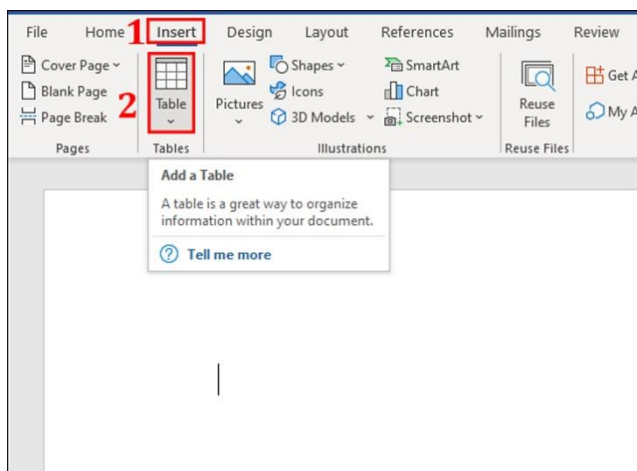 File Home 1 Insert Design Layout References Mailings Review
Cover Page
Blank Page
Page Break
Pages
2
Table
Tables
Pictures
Shapes
Icons
3D Models
SmartArt
Chart
Screenshot
Illustrations
Reuse
Files
Reuse Files
Get A
My A
Add a Table
A table is a great way to organize
information within your document.
Tell me more